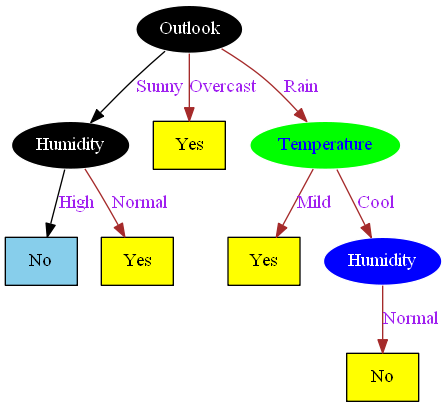 Outlook
Sunny Overcast Rain
Humidity Yes Temperature
High Normal Mild Cool
No Yes Yes Humidity
Normal
No